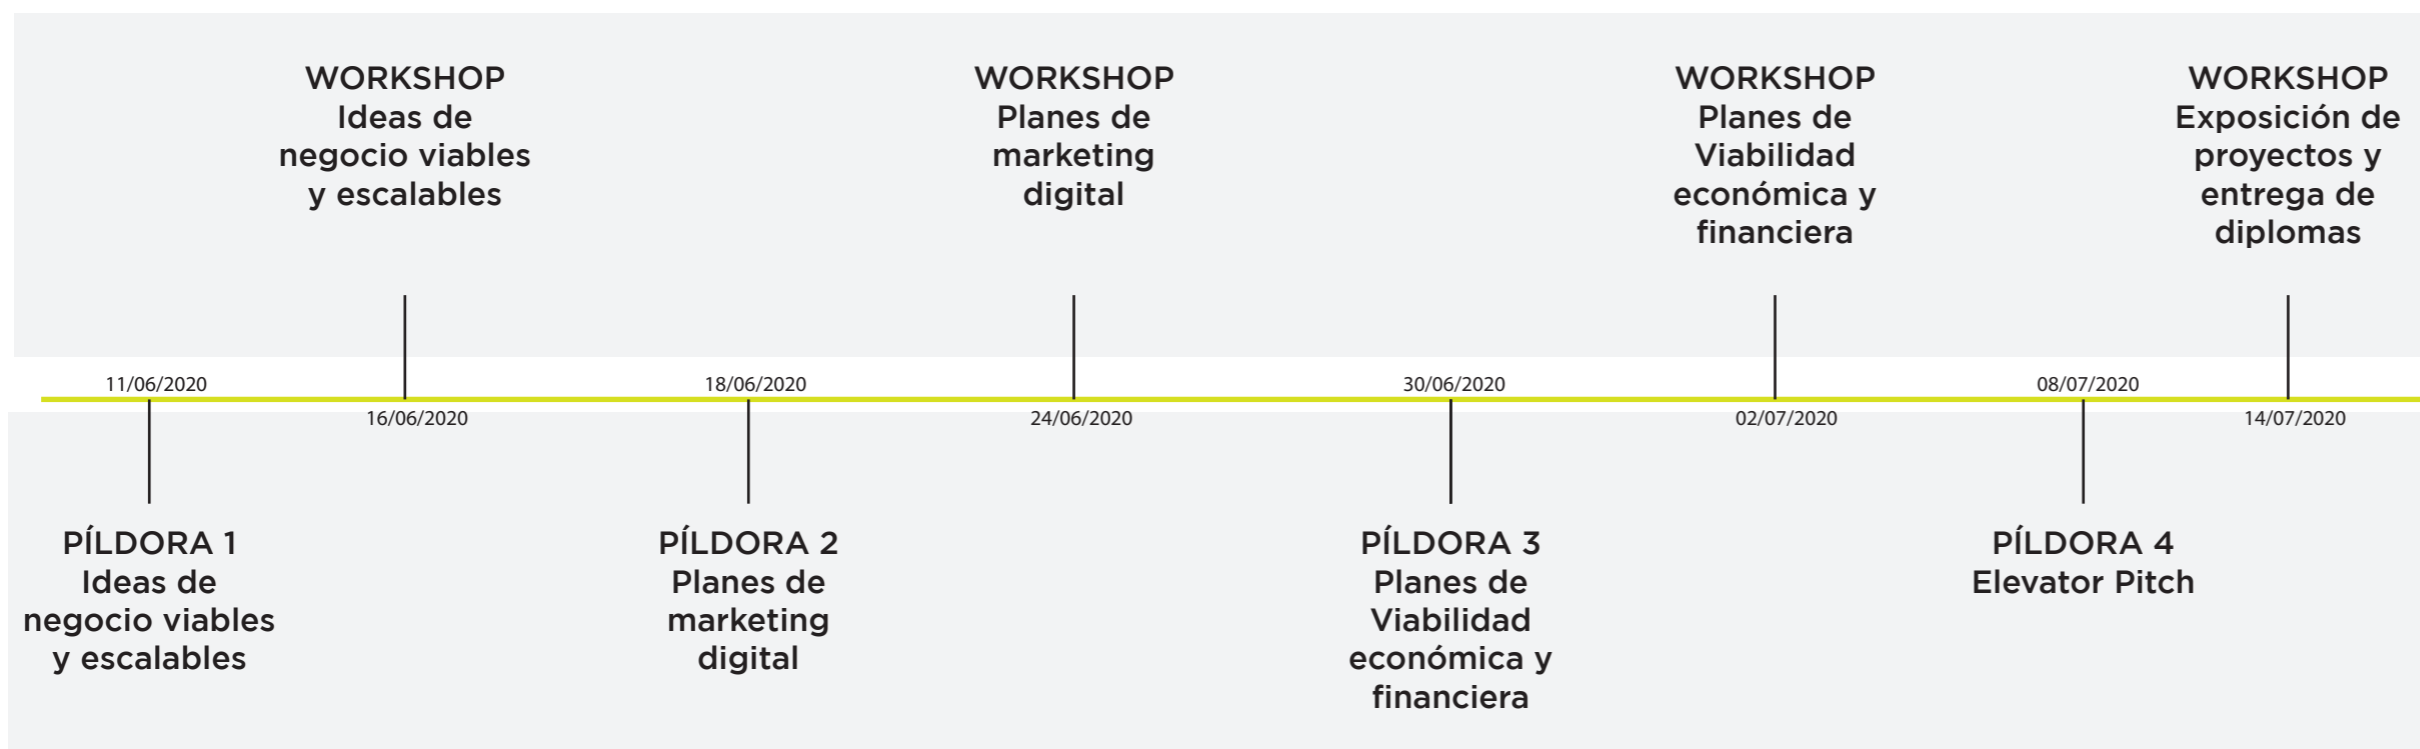 WORKSHOP
Ideas de
negocio viables
y escalables
WORKSHOP
Planes de
marketing
digital
WORKSHOP
Planes de
Viabilidad
económica y
financiera
WORKSHOP
Exposición de
proyectos y
entrega de
diplomas
11/06/2020
16/06/2020
18/06/2020
24/06/2020
30/06/2020
02/07/2020
08/07/2020
14/07/2020
PÍLDORA 1
Ideas de
negocio viables
y escalables
PÍLDORA 2
Planes de
marketing
digital
PÍLDORA 3
Planes de
Viabilidad
económica y
financiera
PÍLDORA 4
Elevator Pitch